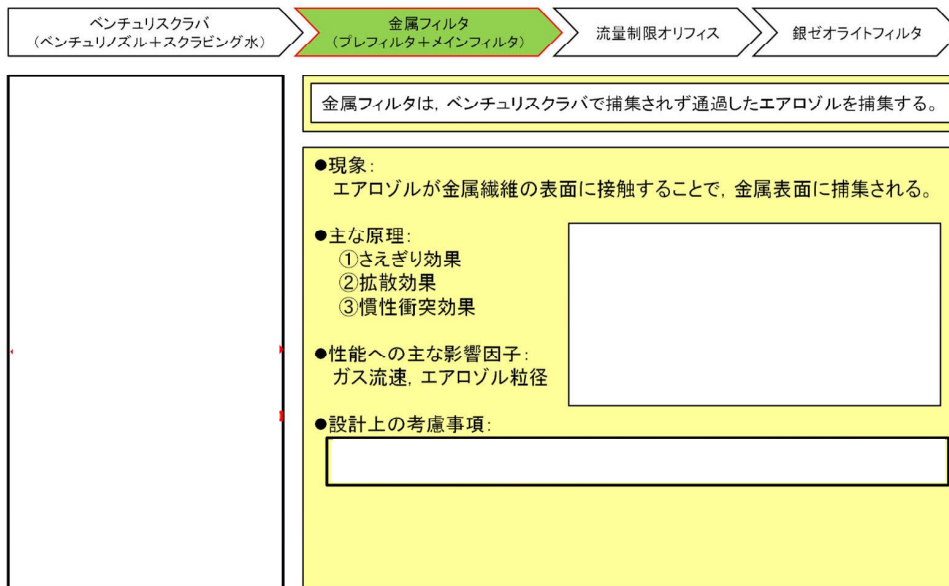 ベンチュリスクラバ
(ベンチュリノズル+スクラビング水)
金属フィルタ
(プレフィルタ+メインフィルタ)
流量制限オリフィス
銀ゼオライトフィルタ
金属フィルタは,ベンチュリスクラバで捕集されず通過したエアロゾルを捕集する。
●現象:
エアロゾルが金属繊維の表面に接触することで,金属表面に捕集される。
●主な原理:
①さえぎり効果
②拡散効果
③慣性衝突効果
●性能への主な影響因子:
ガス流速,エアロゾル粒径
●設計上の考慮事項: